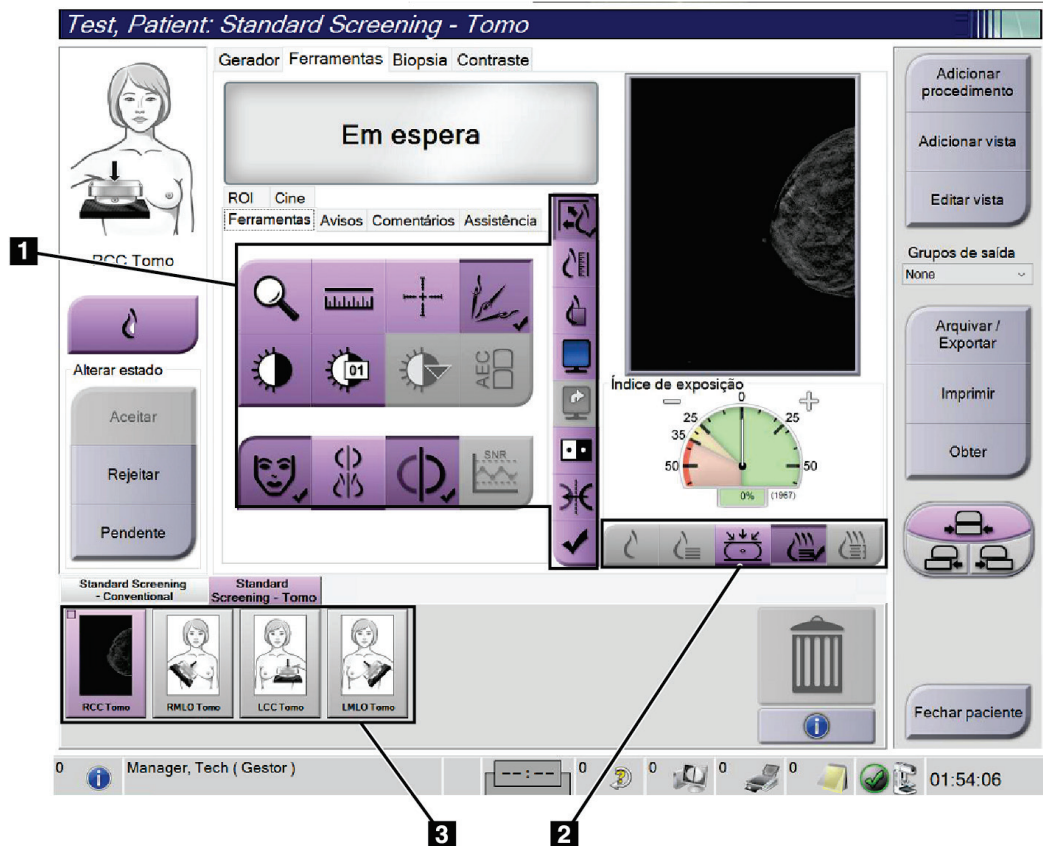 Test, Patient: Standard Screening - Tomo
Gerador Ferramentas Biopsia Contraste
Em espera
ROI Cine
Ferramentas Avisos Comentários Assistência
1
RCC Tomo
Alterar estado
Aceitar
Rejeitar
Pendente
01
AEC
SNR
Índice de exposição
0
25 25
35
50 50
0% (1967)
Adicionar
procedimento
Adicionar vista
Editar vista
Grupos de saída
None
Arquivar /
Exportar
Imprimir
Obter
Standard Screening
- Conventional
Standard
Screening - Tomo
RCC Tomo
RMLO Tomo
LCC Tomo
LMLO Tomo
Fechar paciente
0 Manager, Tech ( Gestor ) --:-- 0 0 0 0 01:54:06
3 2